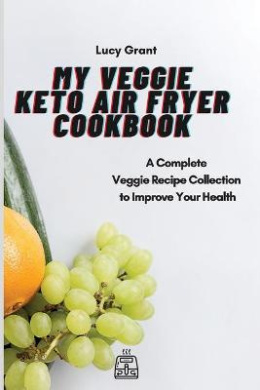 Lucy Grant
MY VEGGIE
KETO AIR FRYER
COOKBOOK
A Complete
Veggie Recipe Collection
to Improve Your Health